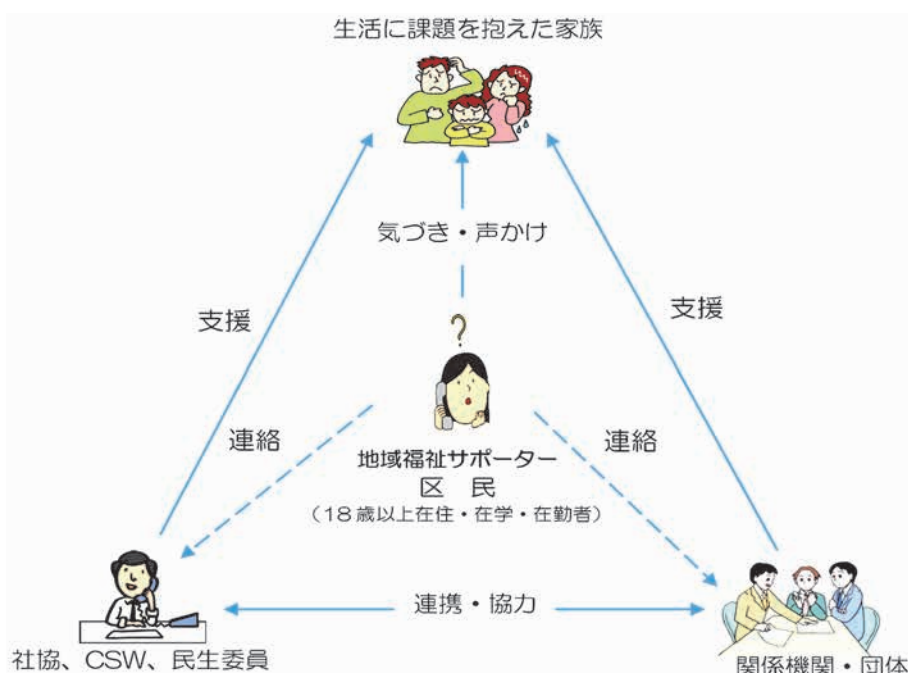 生活に課題を抱えた家族
気づき・声かけ
支援
支援
?
連絡
連絡
地域福祉サポーター
区　民
（18歳以上在住・在学・在勤者）
連携・協力
社協、CSW、民生委員
関係機関・団体